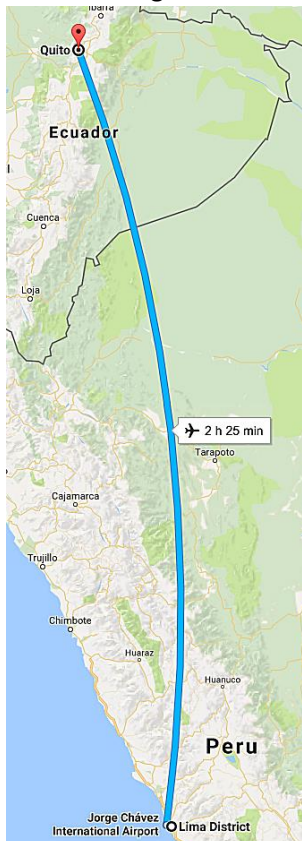 Ibarra
Quito
Ecuador
Cuenca
Loja
2 h 25 min
Tarapoto
Cajamarca
Trujillo
Chimbote
Huaraz
Huanuco
Peru
Jorge Chávez
International Airport
Lima District